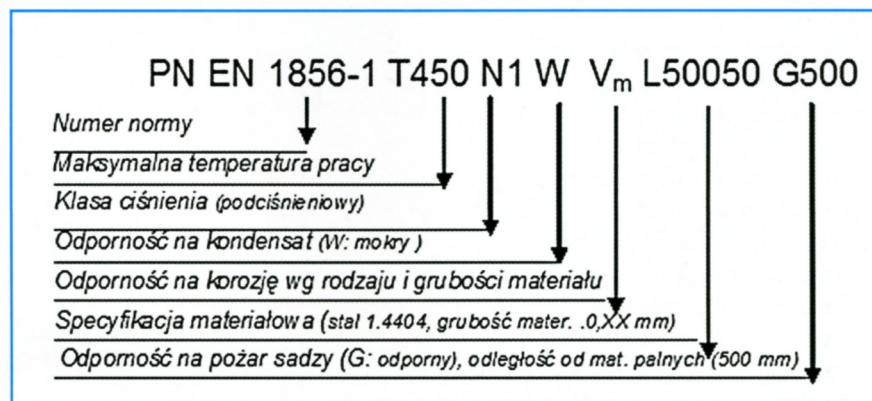 PN EN 1856-1 T450 N1 W Vm L50050 G500
Numer normy
Maksymalna temperatura pracy
Klasa ciśnienia (podciśnieniowy)
Odporność na kondensat (W: mokry )
Odporność na korozję wg rodzaju i grubości materiału
Specyfikacja materiałowa (stal 1.4404, grubość mater. .0,XX mm)
Odporność na pożar sadzy (G: odporny), odległość od mat. palnych (500 mm)